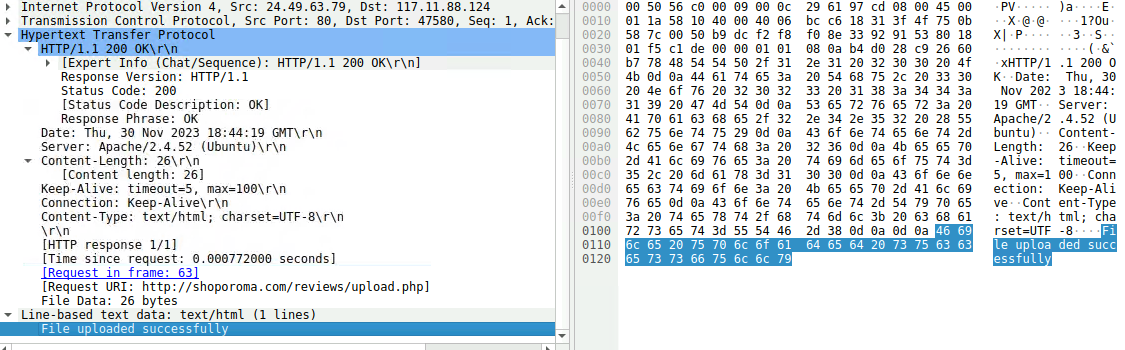 Internet Protocol Version 4, Src: 24.49.63.79, Dst: 117.11.88.124
Transmission Control Protocol, Src Port: 80, Dst Port: 47580, Seq: 1, Ack:
Hypertext Transfer Protocol
HTTP/1.1 200 OK\r\n
[Expert Info (Chat/Sequence): HTTP/1.1 200 OK\r\n]
Response Version: HTTP/1.1
Status Code: 200
[Status Code Description: OK]
Response Phrase: OK
Date: Thu, 30 Nov 2023 18:44:19 GMT\r\n
Server: Apache/2.4.52 (Ubuntu)\r\n
Content-Length: 26\r\n
[Content length: 26]
Keep-Alive: timeout=5, max=100\r\n
Connection: Keep-Alive\r\n
Content-Type: text/html; charset=UTF-8\r\n
\r\n
[HTTP response 1/1]
[Time since request: 0.000772000 seconds]
[Request in frame: 63]
[Request URI: http://shoporoma.com/reviews/upload.php]
File Data: 26 bytes
Line-based text data: text/html (1 lines)
File uploaded successfully
0000 00 50 56 c0 00 09 00 0c 29 61 97 cd 08 00 45 00 ·PV·····)a····E·
0010 01 1a 58 10 40 00 40 06 bc c6 18 31 3f 4f 75 0b ··X·@·@····1?Ou·
0020 58 7c 00 50 b9 dc f2 f8 f0 8e 33 92 91 53 80 18 X|·P······3··S··
0030 01 f5 c1 de 00 00 01 01 08 0a b4 d0 28 c9 26 60 ············(·&`
0040 b7 78 48 54 54 50 2f 31 2e 31 20 32 30 30 20 4f ·xHTTP/1.1 200 O
0050 4b 0d 0a 44 61 74 65 3a 20 54 68 75 2c 20 33 30 K··Date: Thu, 30
0060 20 4e 6f 76 20 32 30 32 33 20 31 38 3a 34 34 3a Nov 2023 18:44:
0070 31 39 20 47 4d 54 0d 0a 53 65 72 76 65 72 3a 20 19 GMT··Server:
0080 41 70 61 63 68 65 2f 32 2e 34 2e 35 32 20 28 55 Apache/2.4.52 (U
0090 62 75 6e 74 75 29 0d 0a 43 6f 6e 74 65 6e 74 2d buntu)··Content-
00a0 4c 65 6e 67 74 68 3a 20 32 36 0d 0a 4b 65 65 70 Length: 26··Keep
00b0 2d 41 6c 69 76 65 3a 20 74 69 6d 65 6f 75 74 3d -Alive: timeout=
00c0 35 2c 20 6d 61 78 3d 31 30 30 0d 0a 43 6f 6e 6e 5, max=100··Conn
00d0 65 63 74 69 6f 6e 3a 20 4b 65 65 70 2d 41 6c 69 ection: Keep-Ali
00e0 76 65 0d 0a 43 6f 6e 74 65 6e 74 2d 54 79 70 65 ve··Content-Type
00f0 3a 20 74 65 78 74 2f 68 74 6d 6c 3b 20 63 68 61 : text/html; cha
0100 72 73 65 74 3d 55 54 46 2d 38 0d 0a 0d 0a 46 69 rset=UTF-8····Fi
0110 6c 65 20 75 70 6c 6f 61 64 65 64 20 73 75 63 63 le uploaded succ
0120 65 73 73 66 75 6c 6c 79 essfully